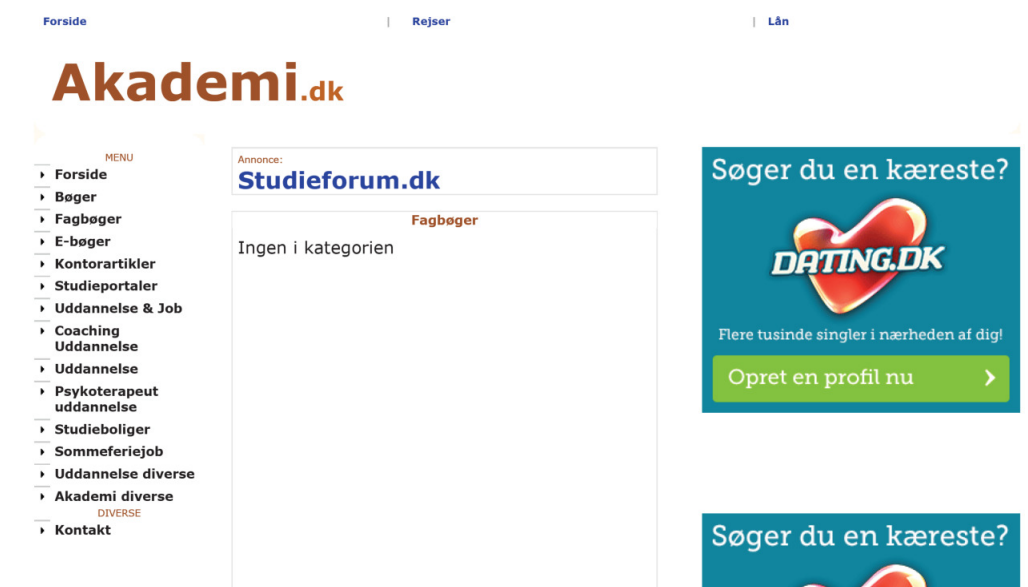 Forside | Rejser | Lån
Akademi.dk
MENU
Forside
Bøger
Fagbøger
E-bøger
Kontorartikler
Studieportaler
Uddannelse & Job
Coaching
Uddannelse
Uddannelse
Psykoterapeut
uddannelse
Studieboliger
Sommeferiejob
Uddannelse diverse
Akademi diverse
DIVERSE
Kontakt
Annonce:
Studieforum.dk
Fagbøger
Ingen i kategorien
Søger du en kæreste?
DATING.DK
Flere tusinde singler i nærheden af dig!
Opret en profil nu
Søger du en kæreste?